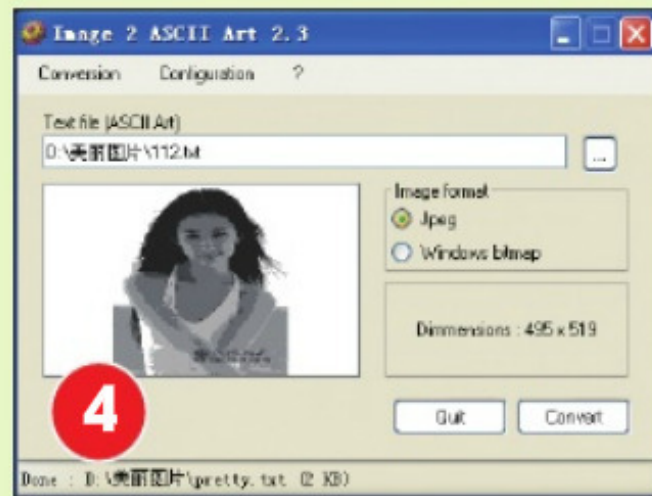 Image 2 ASCII Art 2.3
Conversion Configuration ?
Text file (ASCII Art)
D:\美丽图片\112.txt
...
Image format
Jpeg
Windows bitmap
Dimmensions : 495 x 519
4
Quit Convert
Done : D:\美丽图片\pretty.txt (2 KB)